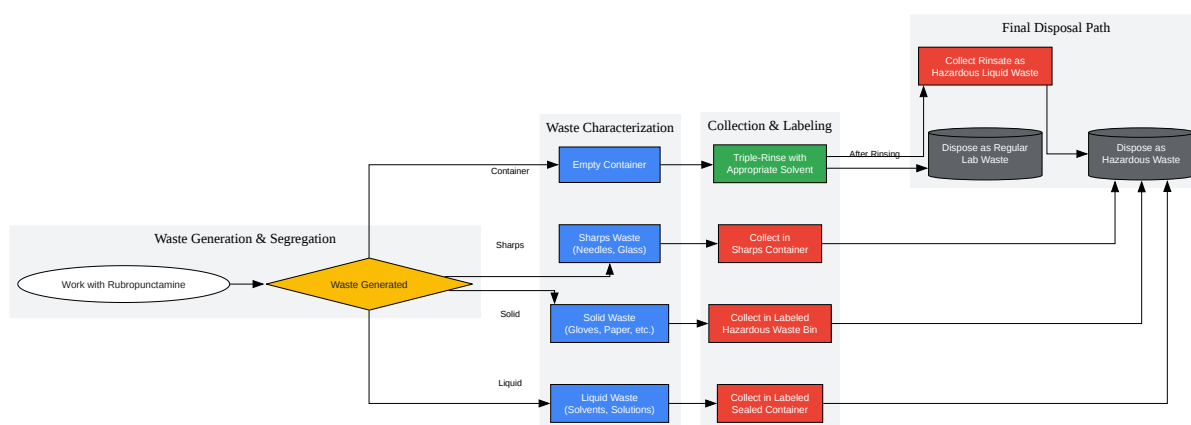 Final Disposal Path
Collect Rinsate as
Hazardous Liquid Waste
Waste Characterization
Collection & Labeling
Empty Container
Triple-Rinse with
Appropriate Solvent
After Rinsing
Dispose as Regular
Lab Waste
Dispose as
Hazardous Waste
Container
Waste Generation & Segregation
Sharps
Sharps Waste
(Needles, Glass)
Collect in
Sharps Container
Work with Rubropunctamine
Waste Generated
Solid
Solid Waste
(Gloves, Paper, etc.)
Collect in Labeled
Hazardous Waste Bin
Liquid
Liquid Waste
(Solvents, Solutions)
Collect in Labeled
Sealed Container